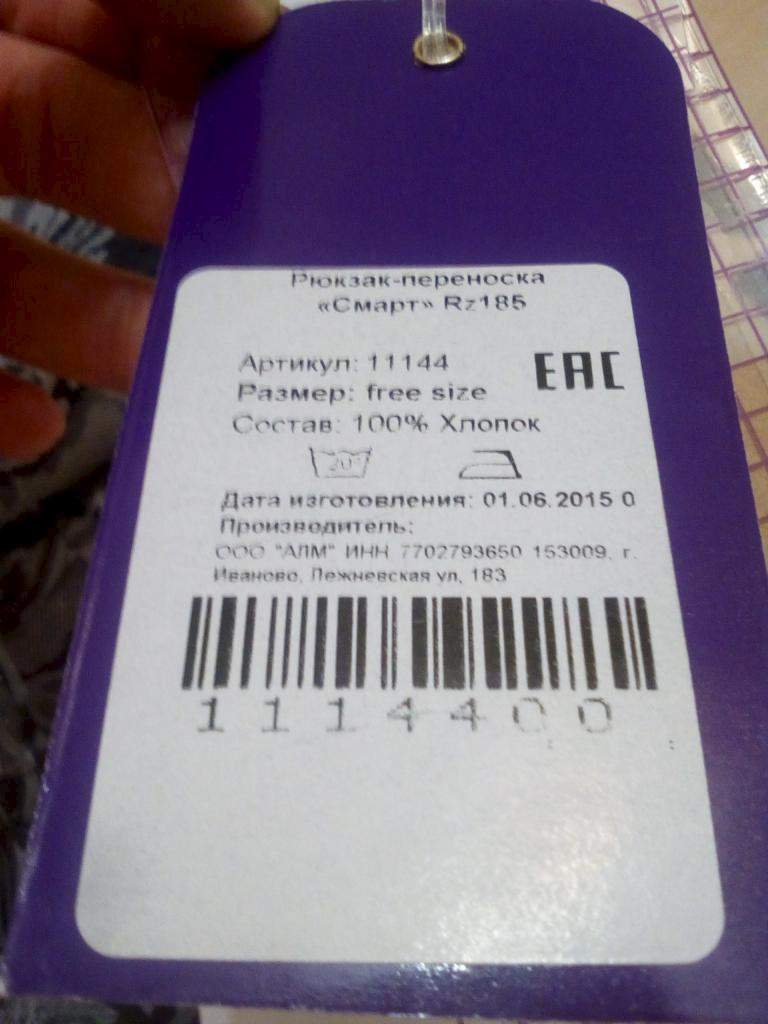 Рюкзак-переноска
«Смарт» Rz185
Артикул: 11144
EAC
Размер: free size
Состав: 100% Хлопок
20°
Дата изготовления: 01.06.2015 0
Производитель:
ООО "АЛМ" ИНН 7702793650 153009, г.
Иваново, Лежневская ул, 183
1114400